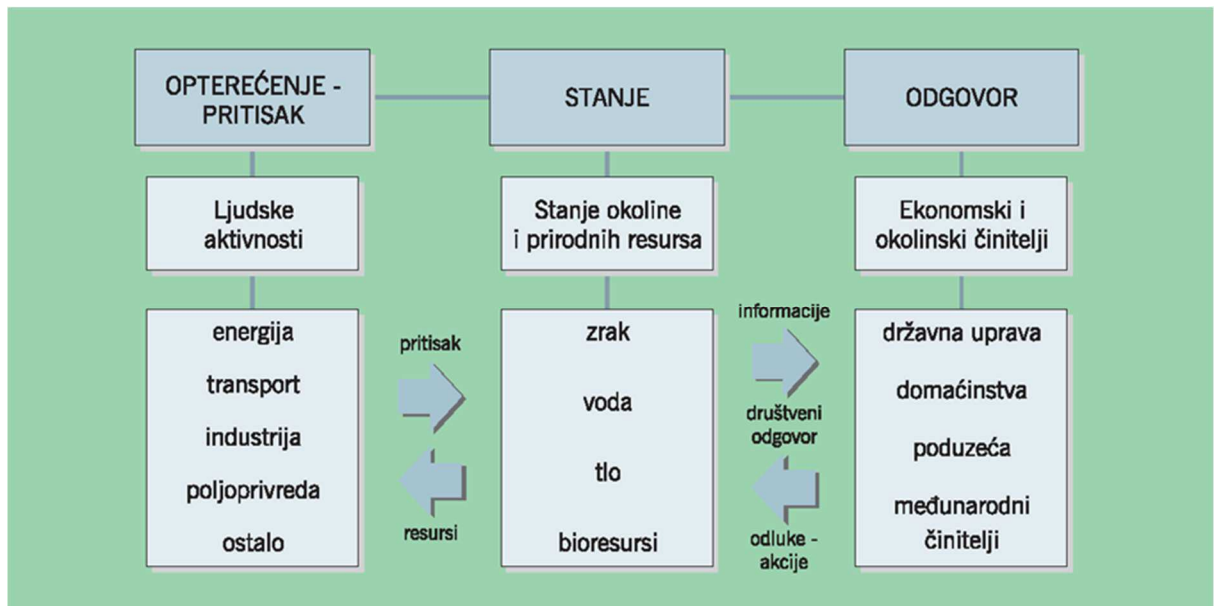 OPTEREĆENJE -
PRITISAK
STANJE
ODGOVOR
Ljudske
aktivnosti
Stanje okoline
i prirodnih resursa
Ekonomski i
okolinski činitelji
energija
transport
industrija
poljoprivreda
ostalo
pritisak
resursi
zrak
voda
tlo
bioresursi
informacije
društveni
odgovor
odluke -
akcije
državna uprava
domaćinstva
poduzeća
međunarodni
činitelji